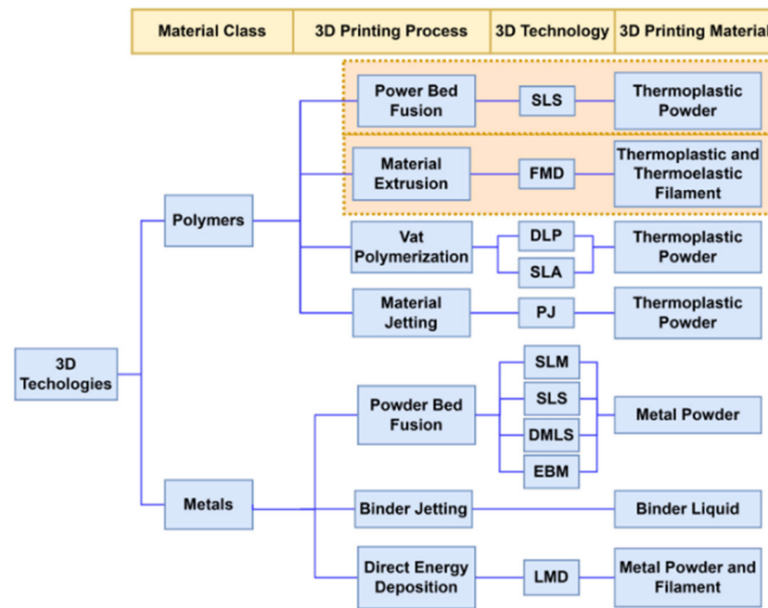 Material Class
3D Printing Process
3D Technology
3D Printing Material
Power Bed
Fusion
SLS
Thermoplastic
Powder
Material
Extrusion
FMD
Thermoplastic and
Thermoelastic
Filament
Polymers
Vat
Polymerization
DLP
SLA
Thermoplastic
Powder
Material
Jetting
PJ
Thermoplastic
Powder
3D
Techologies
Powder Bed
Fusion
SLM
SLS
DMLS
EBM
Metal Powder
Metals
Binder Jetting
Binder Liquid
Direct Energy
Deposition
LMD
Metal Powder and
Filament